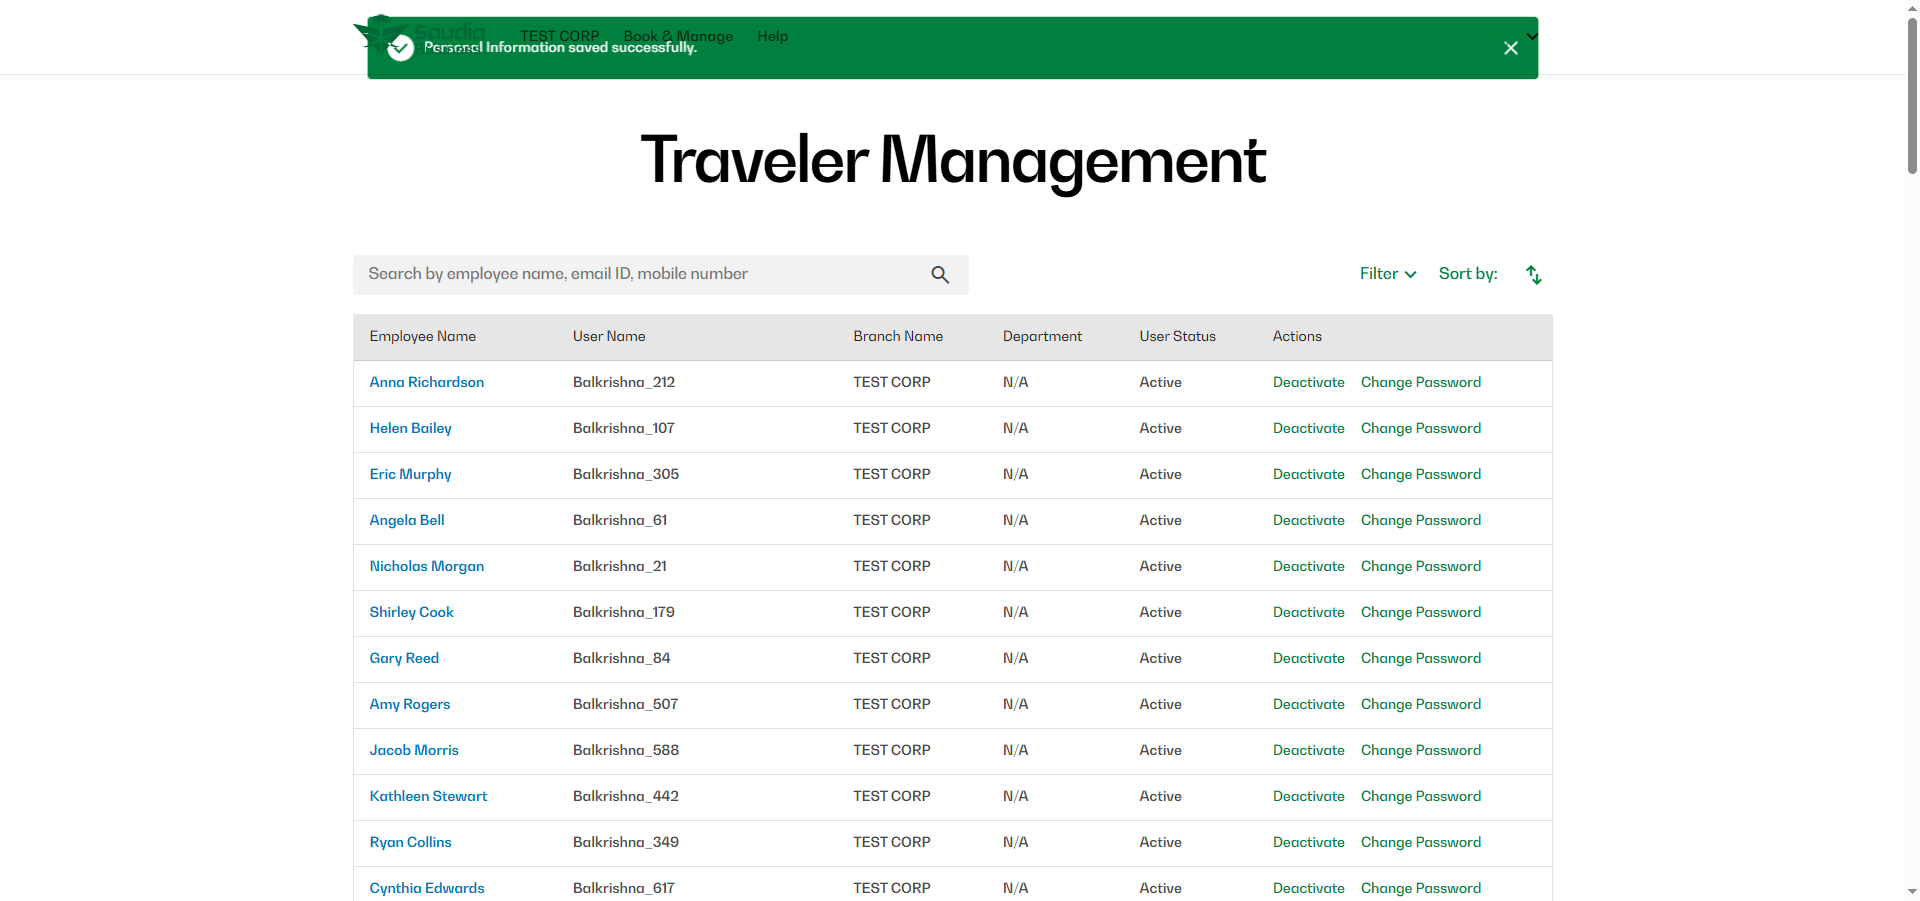 Saudia
TEST CORP Book & Manage Help
Personal Information saved successfully.
Traveler Management
Search by employee name, email ID, mobile number
Filter Sort by:
Employee Name User Name Branch Name Department User Status Actions
Anna Richardson Balkrishna_212 TEST CORP N/A Active Deactivate Change Password
Helen Bailey Balkrishna_107 TEST CORP N/A Active Deactivate Change Password
Eric Murphy Balkrishna_305 TEST CORP N/A Active Deactivate Change Password
Angela Bell Balkrishna_61 TEST CORP N/A Active Deactivate Change Password
Nicholas Morgan Balkrishna_21 TEST CORP N/A Active Deactivate Change Password
Shirley Cook Balkrishna_179 TEST CORP N/A Active Deactivate Change Password
Gary Reed Balkrishna_84 TEST CORP N/A Active Deactivate Change Password
Amy Rogers Balkrishna_507 TEST CORP N/A Active Deactivate Change Password
Jacob Morris Balkrishna_588 TEST CORP N/A Active Deactivate Change Password
Kathleen Stewart Balkrishna_442 TEST CORP N/A Active Deactivate Change Password
Ryan Collins Balkrishna_349 TEST CORP N/A Active Deactivate Change Password
Cynthia Edwards Balkrishna_617 TEST CORP N/A Active Deactivate Change Password